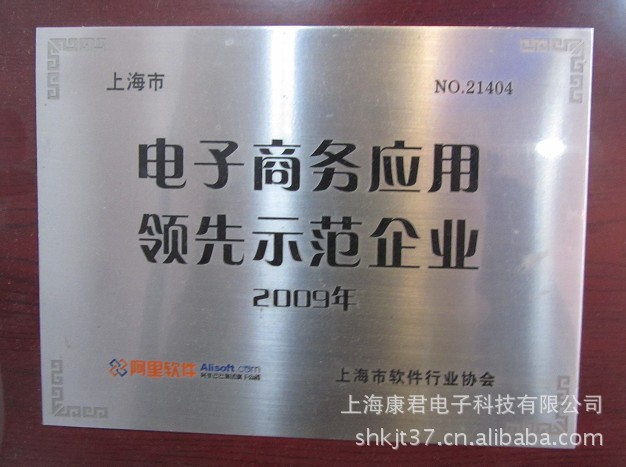 上海市 NO.21404
电子商务应用
领先示范企业
2009年
阿里软件 Alisoft.com
上海市软件行业协会
上海康君电子科技有限公司
shkjt37.cn.alibaba.com